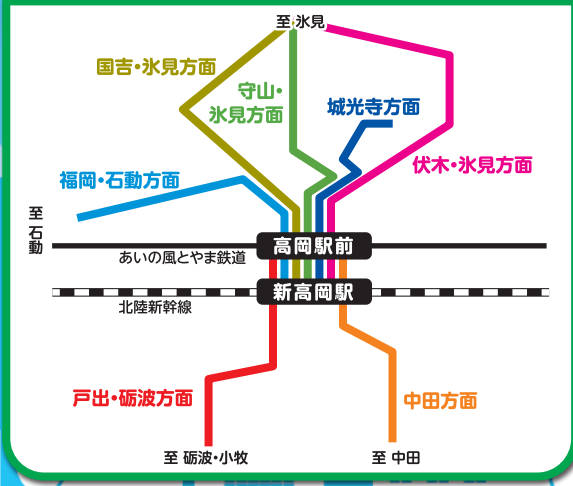 至 氷見
国吉・氷見方面
守山・
氷見方面
城光寺方面
伏木・氷見方面
福岡・石動方面
至 石動
高岡駅前
あいの風とやま鉄道
新高岡駅
北陸新幹線
戸出・砺波方面
中田方面
至 砺波・小牧
至 中田